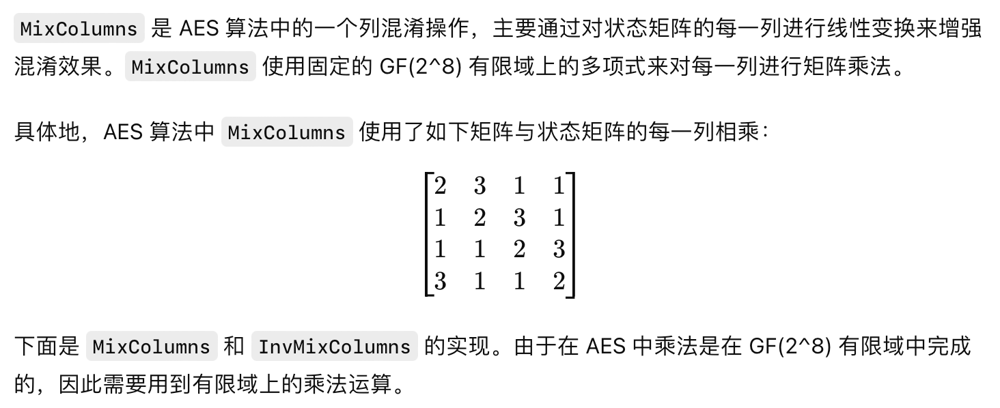 MixColumns 是 AES 算法中的一个列混淆操作，主要通过对状态矩阵的每一列进行线性变换来增强
混淆效果。MixColumns 使用固定的 GF(2^8) 有限域上的多项式来对每一列进行矩阵乘法。
具体地，AES 算法中 MixColumns 使用了如下矩阵与状态矩阵的每一列相乘：
2 3 1 1
1 2 3 1
1 1 2 3
3 1 1 2
下面是 MixColumns 和 InvMixColumns 的实现。由于在 AES 中乘法是在 GF(2^8) 有限域中完成
的，因此需要用到有限域上的乘法运算。